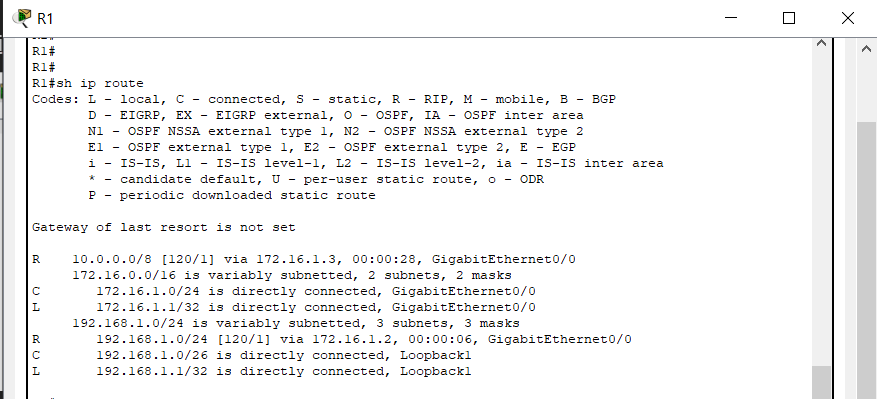 R1
R1#
R1#
R1#sh ip route
Codes: L - local, C - connected, S - static, R - RIP, M - mobile, B - BGP
       D - EIGRP, EX - EIGRP external, O - OSPF, IA - OSPF inter area
       N1 - OSPF NSSA external type 1, N2 - OSPF NSSA external type 2
       E1 - OSPF external type 1, E2 - OSPF external type 2, E - EGP
       i - IS-IS, L1 - IS-IS level-1, L2 - IS-IS level-2, ia - IS-IS inter area
       * - candidate default, U - per-user static route, o - ODR
       P - periodic downloaded static route
Gateway of last resort is not set
R    10.0.0.0/8 [120/1] via 172.16.1.3, 00:00:28, GigabitEthernet0/0
     172.16.0.0/16 is variably subnetted, 2 subnets, 2 masks
C       172.16.1.0/24 is directly connected, GigabitEthernet0/0
L       172.16.1.1/32 is directly connected, GigabitEthernet0/0
     192.168.1.0/24 is variably subnetted, 3 subnets, 3 masks
R       192.168.1.0/24 [120/1] via 172.16.1.2, 00:00:06, GigabitEthernet0/0
C       192.168.1.0/26 is directly connected, Loopback1
L       192.168.1.1/32 is directly connected, Loopback1